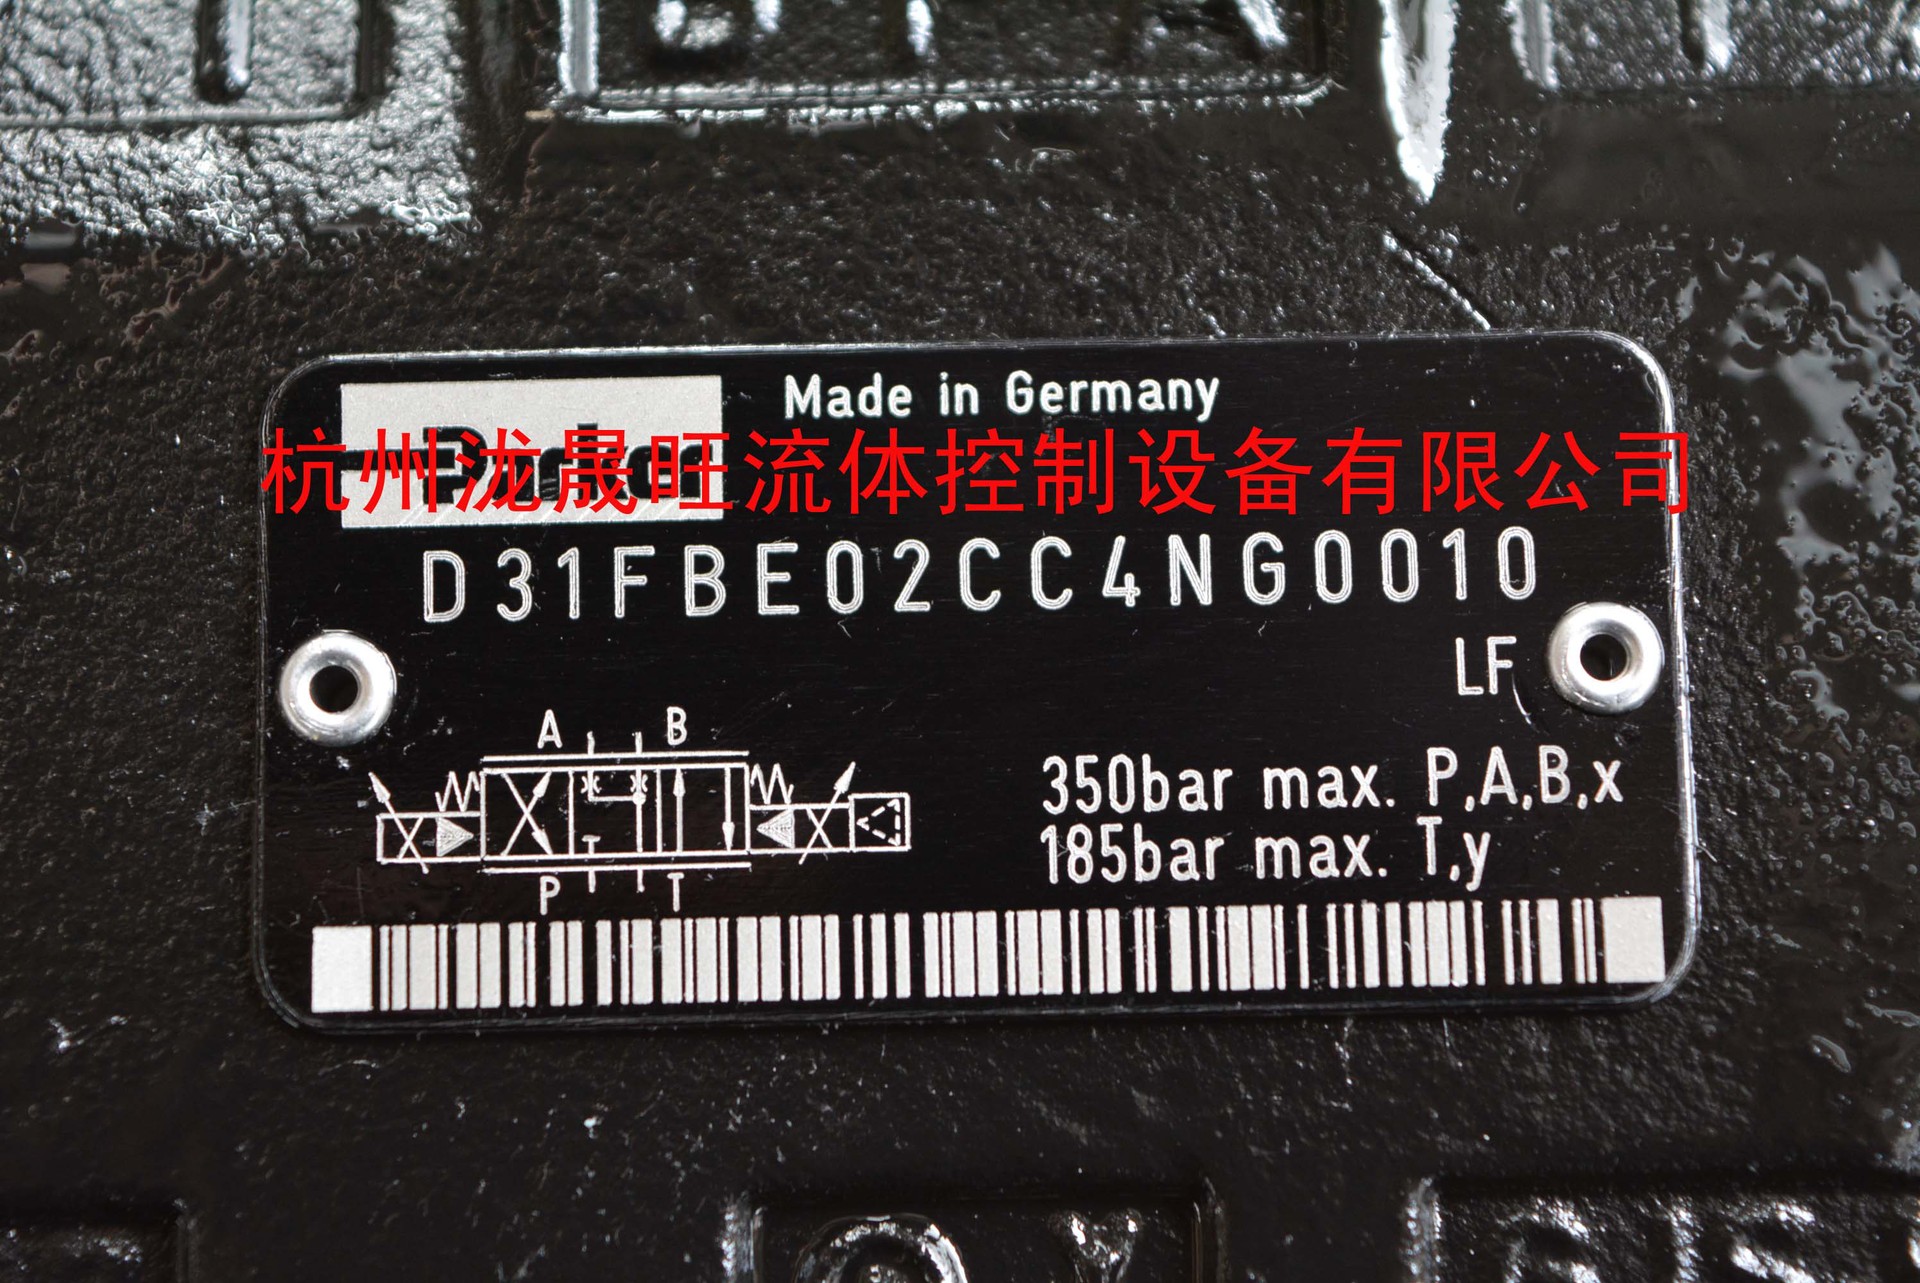 Made in Germany
Parker
杭州泷晟旺流体控制设备有限公司
D31FBE02CC4NG0010
LF
A B
350bar max. P,A,B,x
185bar max. T,y
P T